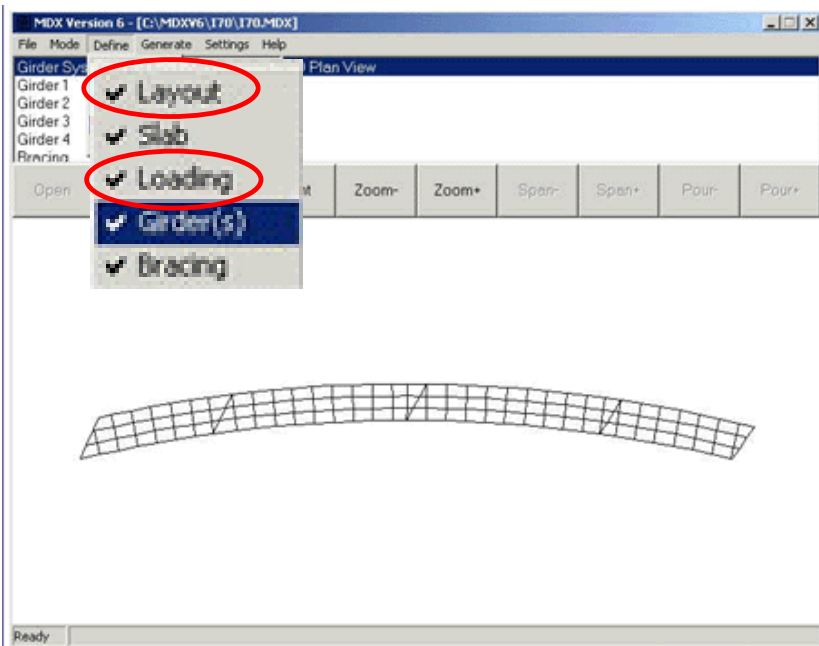 MDX Version 6 - [C:\MDXV6\I70\I70.MDX]
File Mode Define Generate Settings Help
Girder Sys Plan View
Girder 1
Girder 2
Girder 3
Girder 4
Bracing
Layout
Slab
Loading
Girder(s)
Bracing
Open Zoom- Zoom+ Span- Span+ Pour- Pour+
Ready